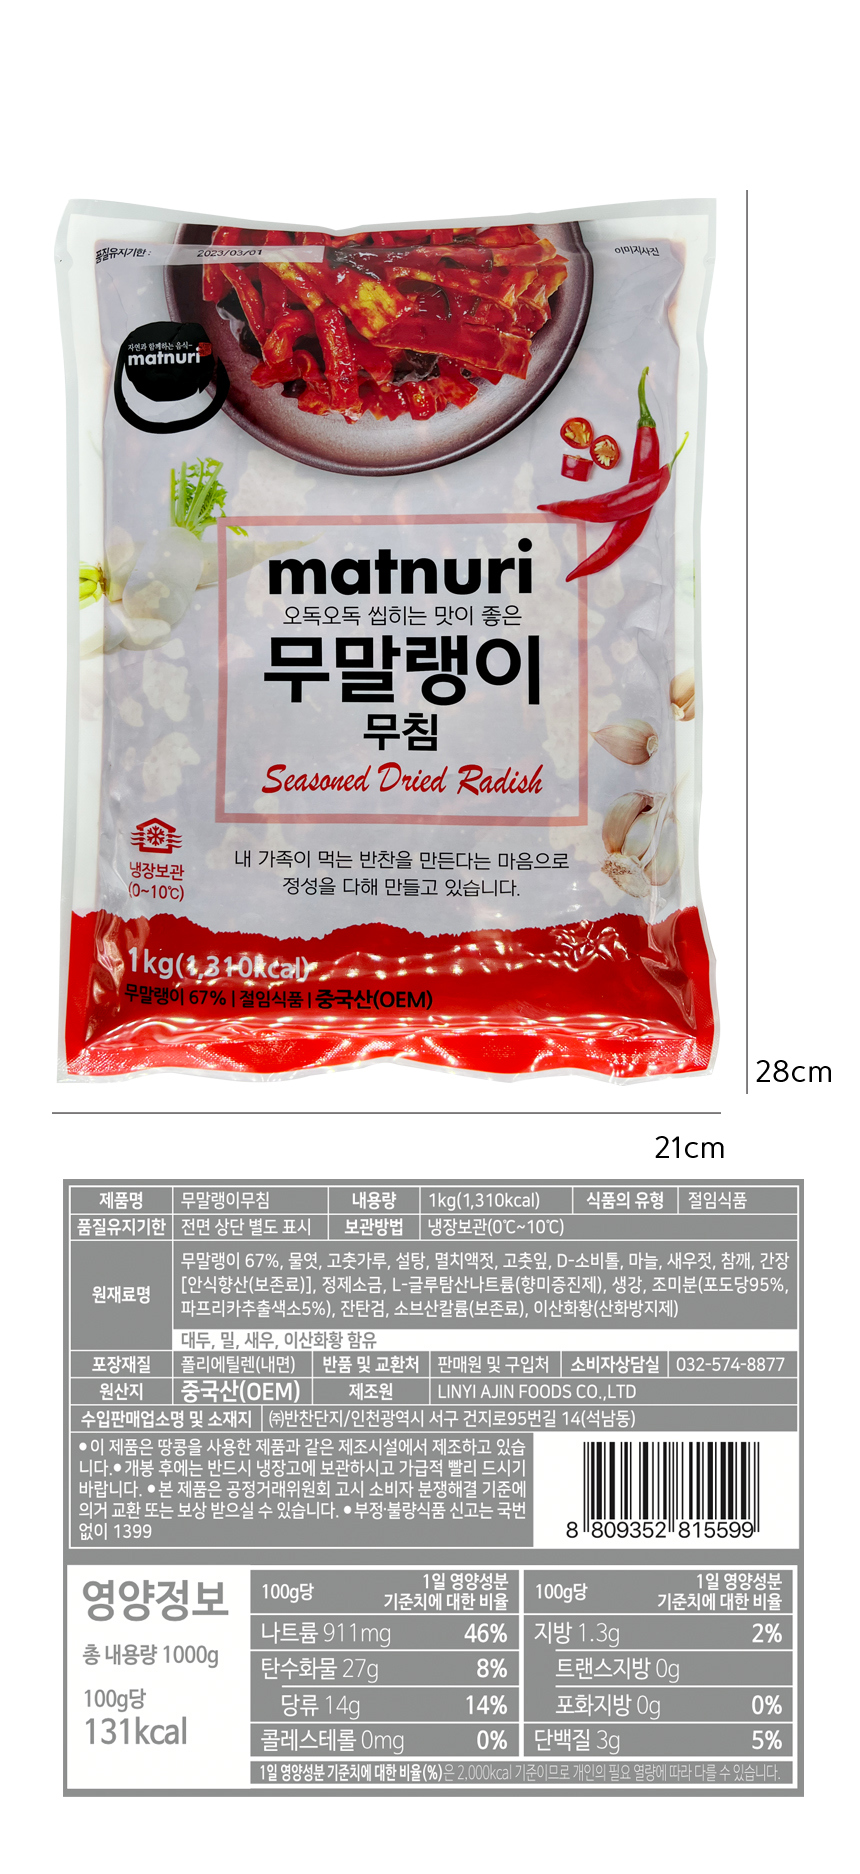 품질유지기한 : 2023/03/01
이미지사진
자연과 함께하는 음식~
matnuri
matnuri
오독오독 씹히는 맛이 좋은
무말랭이
무침
Seasoned Dried Radish
냉장보관
(0~10℃)
내 가족이 먹는 반찬을 만든다는 마음으로
정성을 다해 만들고 있습니다.
1kg(1,310kcal)
무말랭이 67% | 절임식품 | 중국산(OEM)
28cm
21cm
제품명 무말랭이무침 내용량 1kg(1,310kcal) 식품의 유형 절임식품
품질유지기한 전면 상단 별도 표시 보관방법 냉장보관(0℃~10℃)
원재료명
무말랭이 67%, 물엿, 고춧가루, 설탕, 멸치액젓, 고춧잎, D-소비톨, 마늘, 새우젓, 참깨, 간장
[안식향산(보존료)], 정제소금, L-글루탐산나트륨(향미증진제), 생강, 조미분(포도당95%,
파프리카추출색소5%), 잔탄검, 소브산칼륨(보존료), 이산화황(산화방지제)
대두, 밀, 새우, 이산화황 함유
포장재질 폴리에틸렌(내면) 반품 및 교환처 판매원 및 구입처 소비자상담실 032-574-8877
원산지 중국산(OEM) 제조원 LINYI AJIN FOODS CO.,LTD
수입판매업소명 및 소재지 ㈜반찬단지/인천광역시 서구 건지로95번길 14(석남동)
●이 제품은 땅콩을 사용한 제품과 같은 제조시설에서 제조하고 있습
니다.●개봉 후에는 반드시 냉장고에 보관하시고 가급적 빨리 드시기
바랍니다. ●본 제품은 공정거래위원회 고시 소비자 분쟁해결 기준에
의거 교환 또는 보상 받으실 수 있습니다. ●부정·불량식품 신고는 국번
없이 1399
8 809352 815599
영양정보
총 내용량 1000g
100g당
131kcal
100g당 1일 영양성분
기준치에 대한 비율
나트륨 911mg 46%
탄수화물 27g 8%
당류 14g 14%
콜레스테롤 0mg 0%
100g당 1일 영양성분
기준치에 대한 비율
지방 1.3g 2%
트랜스지방 0g
포화지방 0g 0%
단백질 3g 5%
1일 영양성분 기준치에 대한 비율(%)은 2,000kcal 기준이므로 개인의 필요 열량에 따라 다를 수 있습니다.